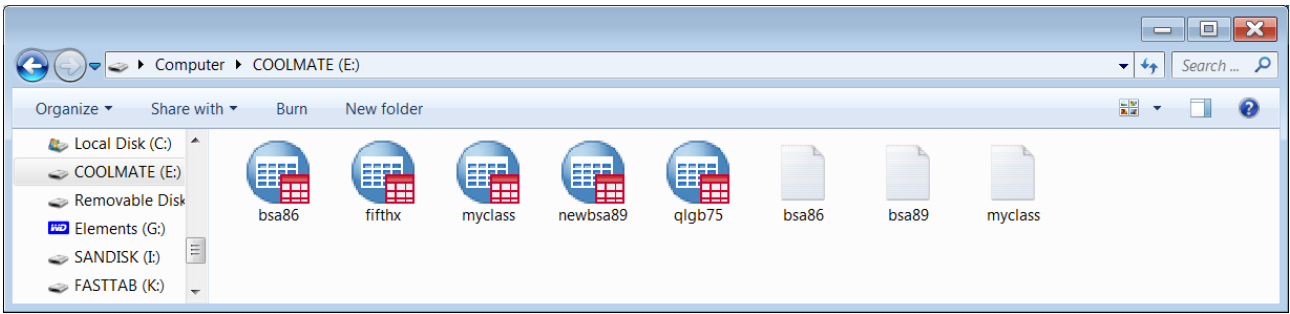 Computer COOLMATE (E:)
Search ...
Organize Share with Burn New folder
Local Disk (C:)
COOLMATE (E:)
Removable Disk
Elements (G:)
SANDISK (I:)
FASTTAB (K:)
bsa86 fifthx myclass newbsa89 qlgb75 bsa86 bsa89 myclass